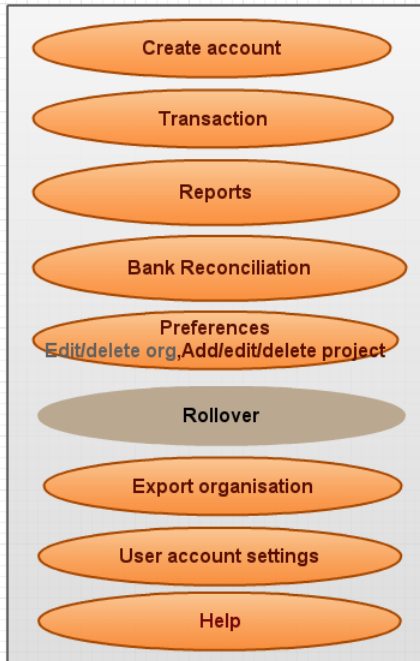 Create account
Transaction
Reports
Bank Reconciliation
Preferences
Edit/delete org,Add/edit/delete project
Rollover
Export organisation
User account settings
Help